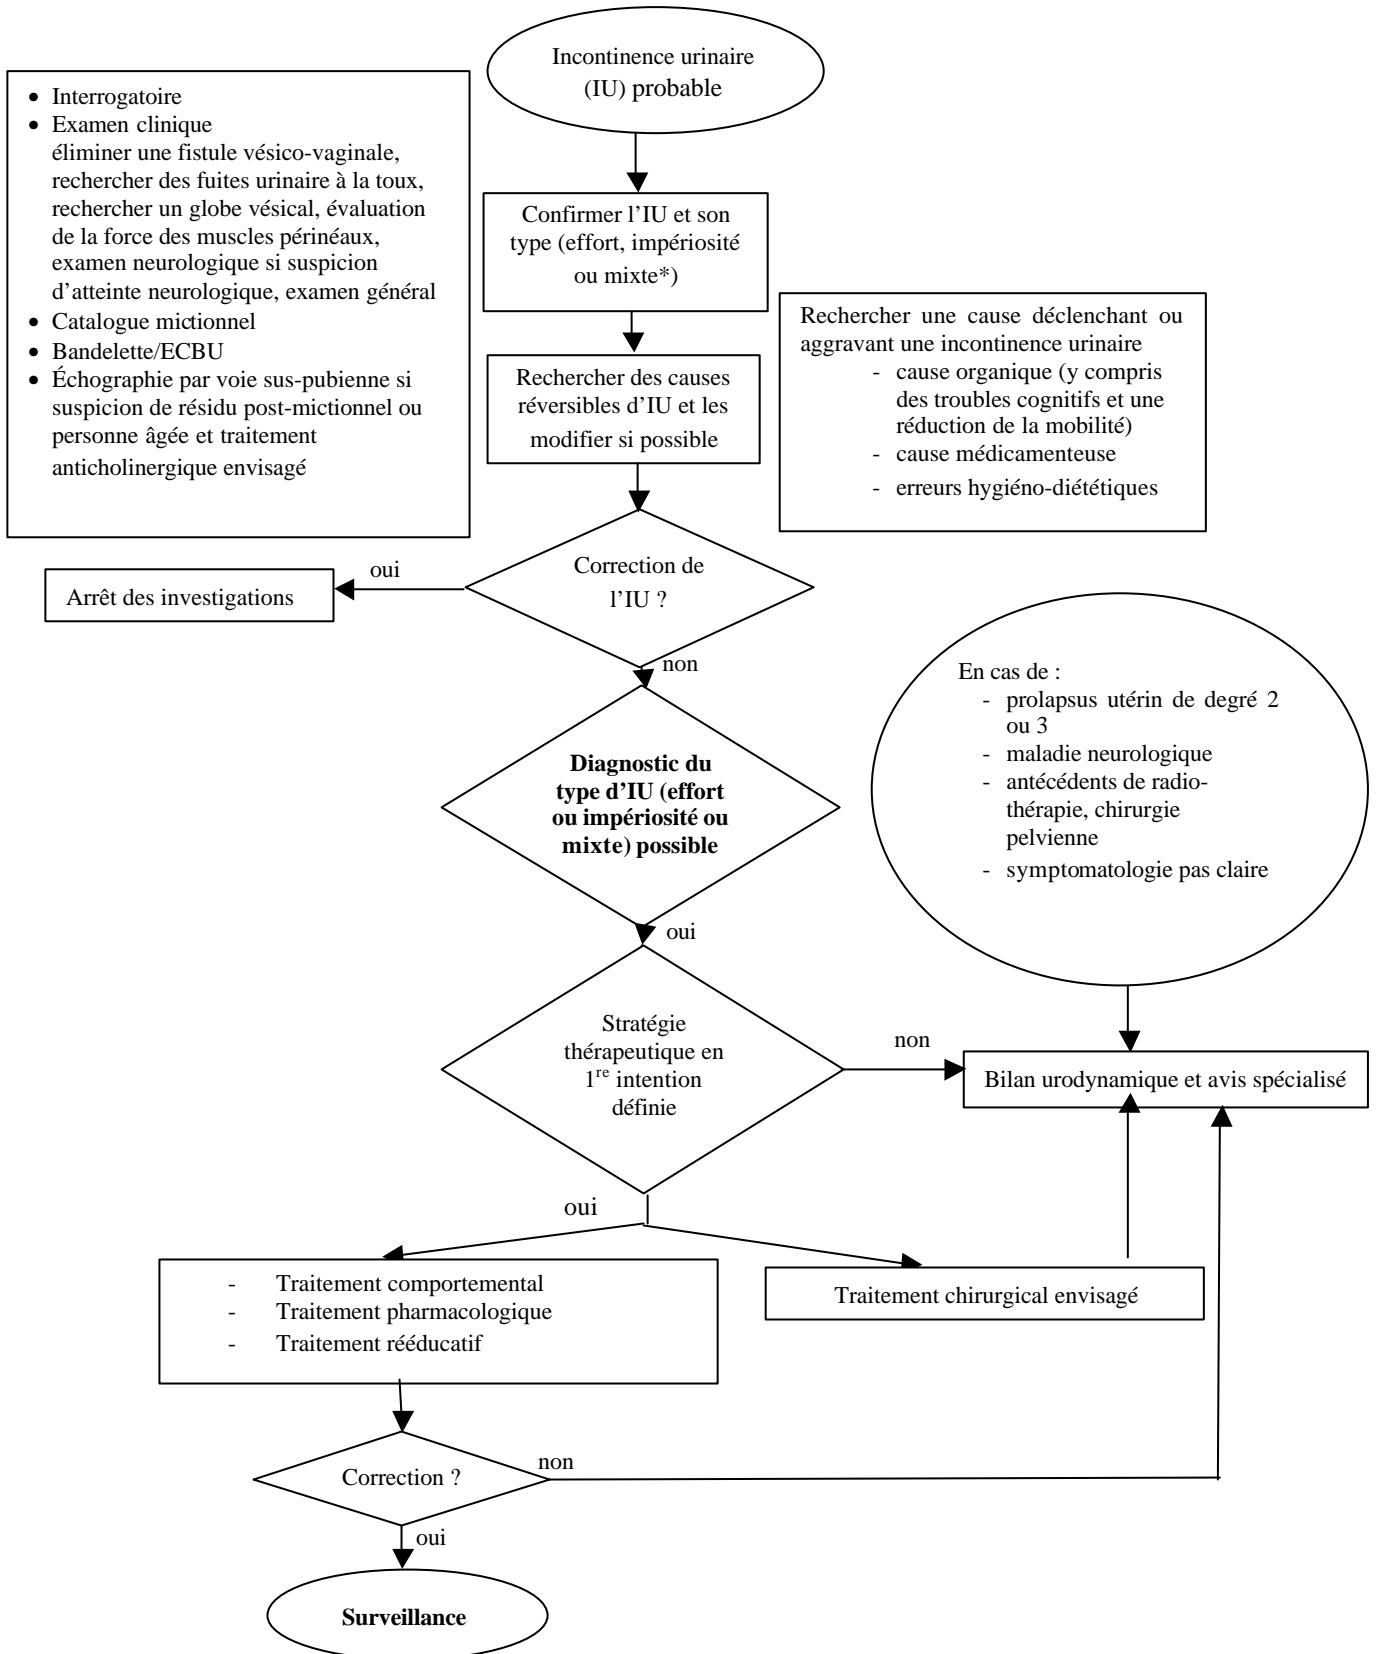 Incontinence urinaire
(IU) probable
• Interrogatoire
• Examen clinique
éliminer une fistule vésico-vaginale,
rechercher des fuites urinaire à la toux,
rechercher un globe vésical, évaluation
de la force des muscles périnéaux,
examen neurologique si suspicion
d’atteinte neurologique, examen général
• Catalogue mictionnel
• Bandelette/ECBU
• Échographie par voie sus-pubienne si
suspicion de résidu post-mictionnel ou
personne âgée et traitement
anticholinergique envisagé
Confirmer l’IU et son
type (effort, impériosité
ou mixte*)
Rechercher des causes
réversibles d’IU et les
modifier si possible
Rechercher une cause déclenchant ou
aggravant une incontinence urinaire
- cause organique (y compris
des troubles cognitifs et une
réduction de la mobilité)
- cause médicamenteuse
- erreurs hygiéno-diététiques
Correction de
l’IU ?
oui
Arrêt des investigations
non
Diagnostic du
type d’IU (effort
ou impériosité ou
mixte) possible
En cas de :
- prolapsus utérin de degré 2
ou 3
- maladie neurologique
- antécédents de radio-
thérapie, chirurgie
pelvienne
- symptomatologie pas claire
oui
Stratégie
thérapeutique en
1re intention
définie
non
Bilan urodynamique et avis spécialisé
oui
- Traitement comportemental
- Traitement pharmacologique
- Traitement rééducatif
Traitement chirurgical envisagé
Correction ?
non
oui
Surveillance